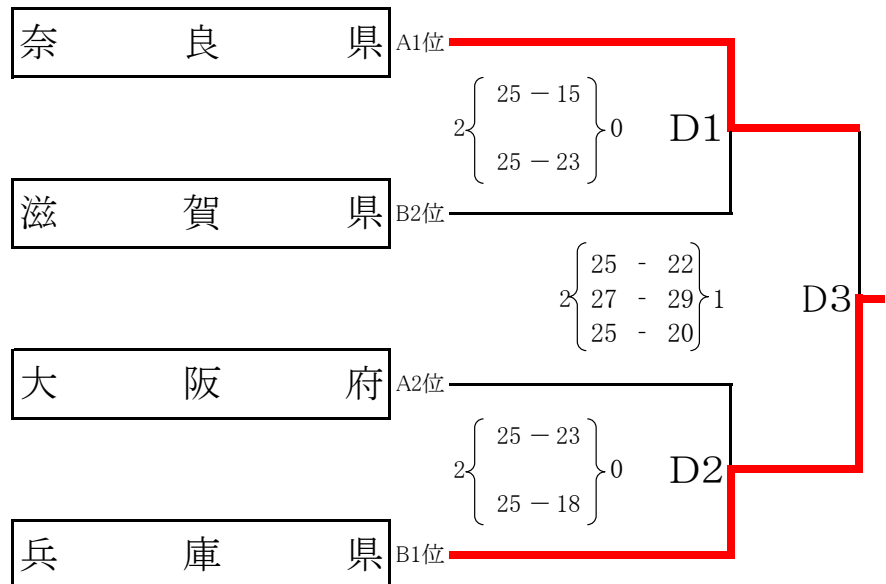 奈良県 A1位
25 － 15
2 0 D1
25 － 23
滋賀県 B2位
25 - 22
2 27 - 29 1 D3
25 - 20
大阪府 A2位
25 － 23
2 0 D2
25 － 18
兵庫県 B1位